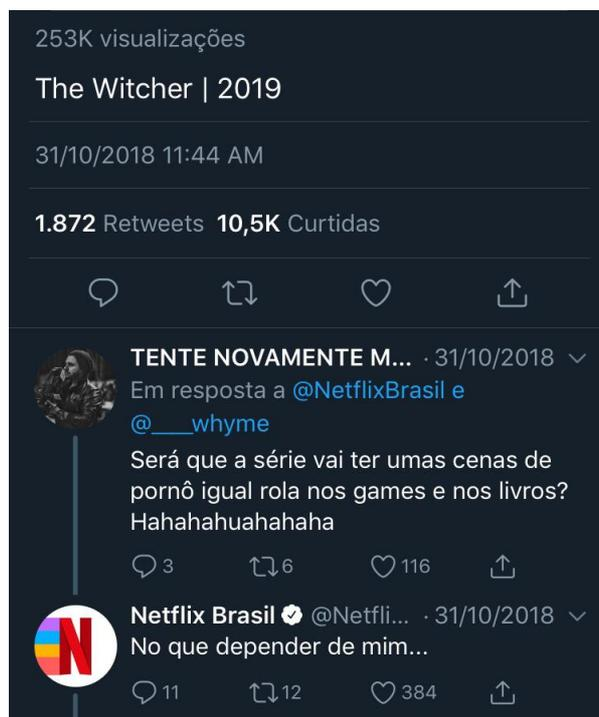 253K visualizações
The Witcher | 2019
31/10/2018 11:44 AM
1.872 Retweets 10,5K Curtidas
TENTE NOVAMENTE M... · 31/10/2018
Em resposta a @NetflixBrasil e
@____whyme
Será que a série vai ter umas cenas de
pornô igual rola nos games e nos livros?
Hahahahuahahaha
3 6 116
Netflix Brasil @Netfli... · 31/10/2018
No que depender de mim...
11 12 384